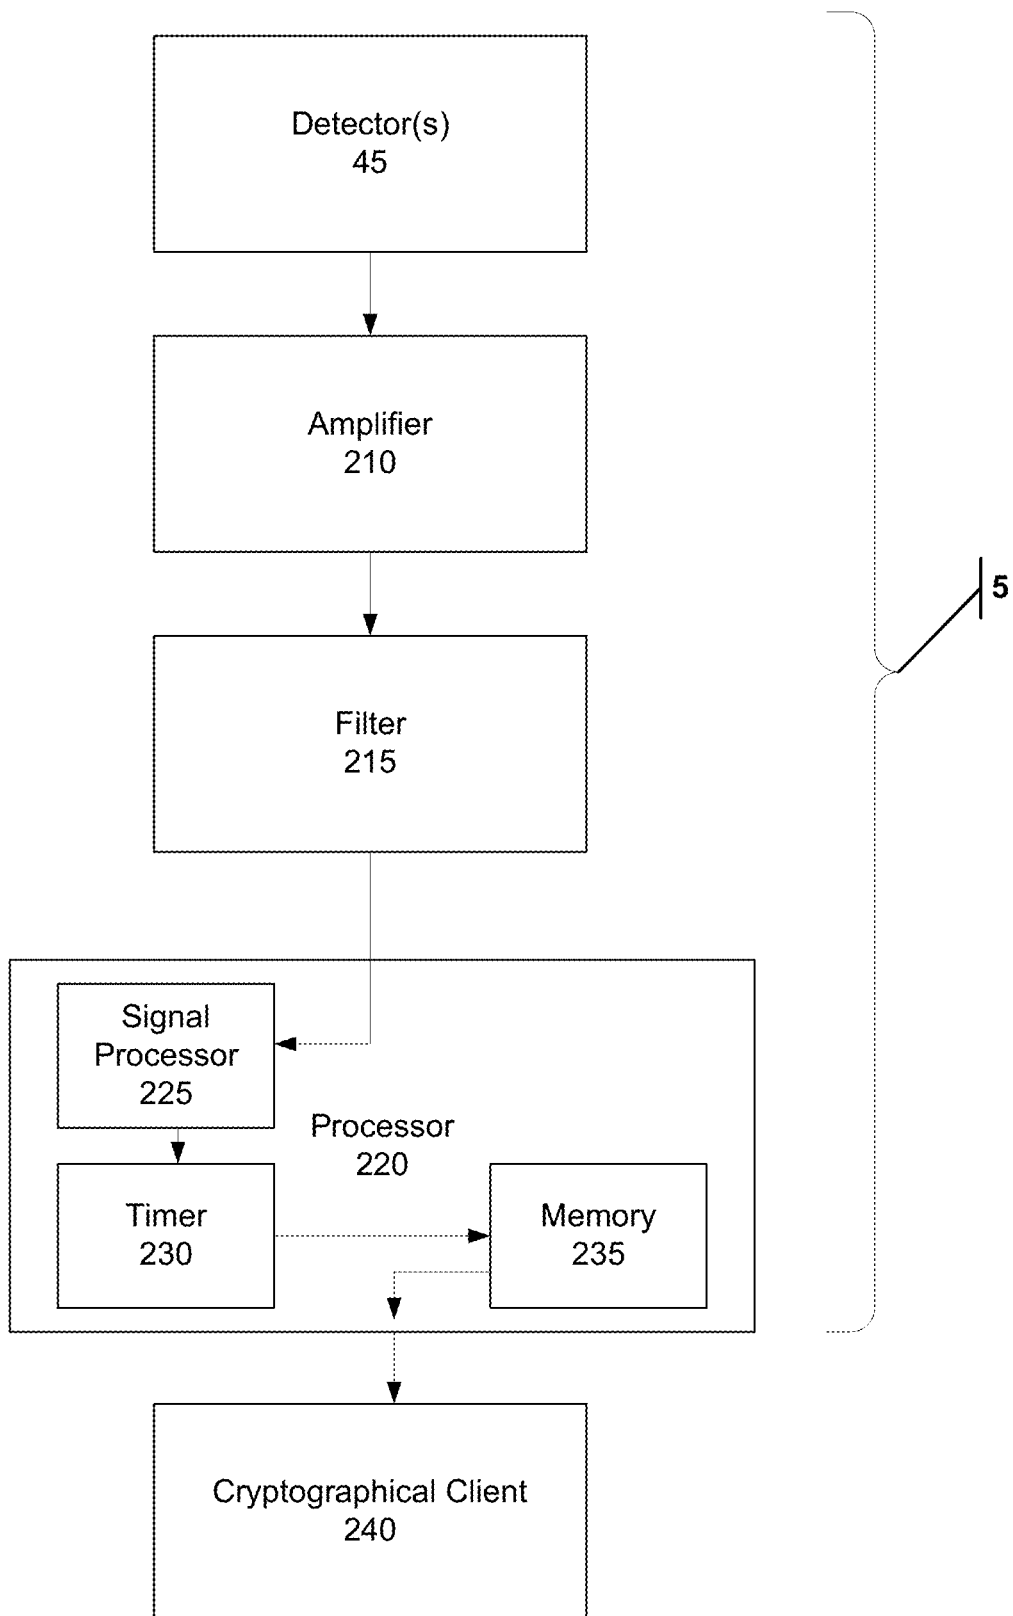 Detector(s)
45
Amplifier
210
5
Filter
215
Signal
Processor
225
Processor
220
Timer
230
Memory
235
Cryptographical Client
240